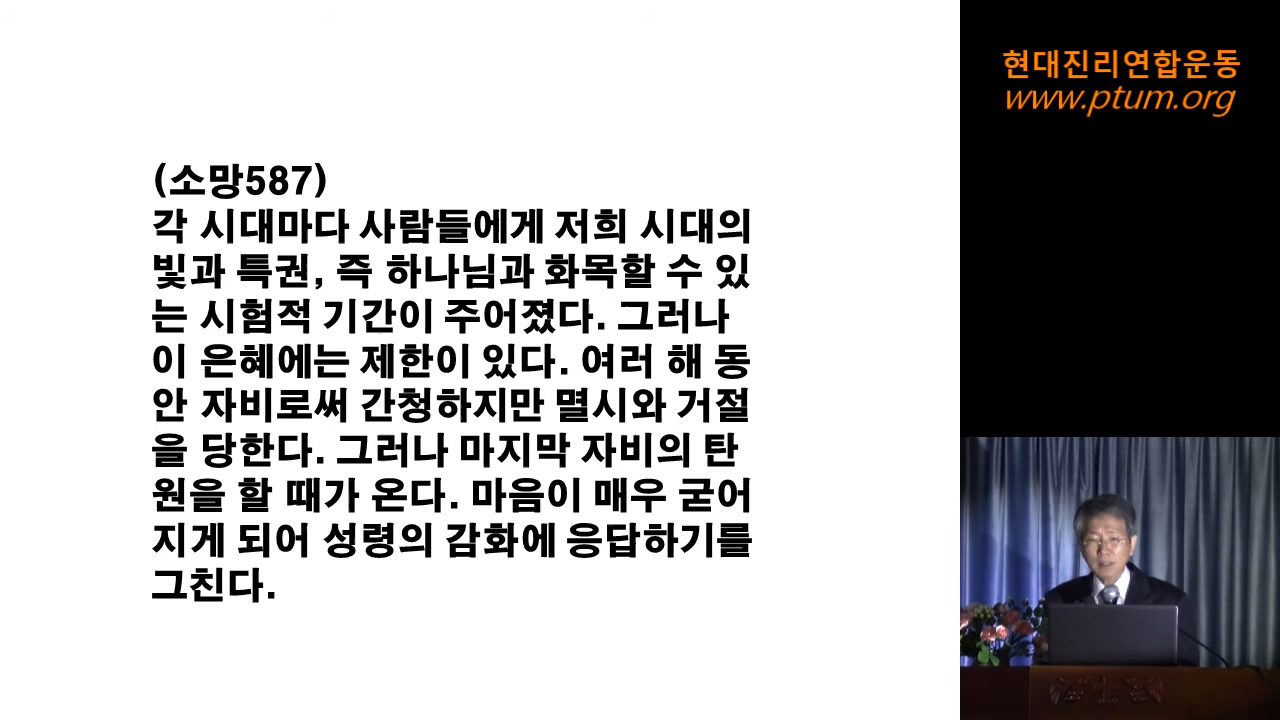 현대진리연합운동
www.ptum.org
(소망587)
각 시대마다 사람들에게 저희 시대의
빛과 특권, 즉 하나님과 화목할 수 있
는 시험적 기간이 주어졌다. 그러나
이 은혜에는 제한이 있다. 여러 해 동
안 자비로써 간청하지만 멸시와 거절
을 당한다. 그러나 마지막 자비의 탄
원을 할 때가 온다. 마음이 매우 굳어
지게 되어 성령의 감화에 응답하기를
그친다.